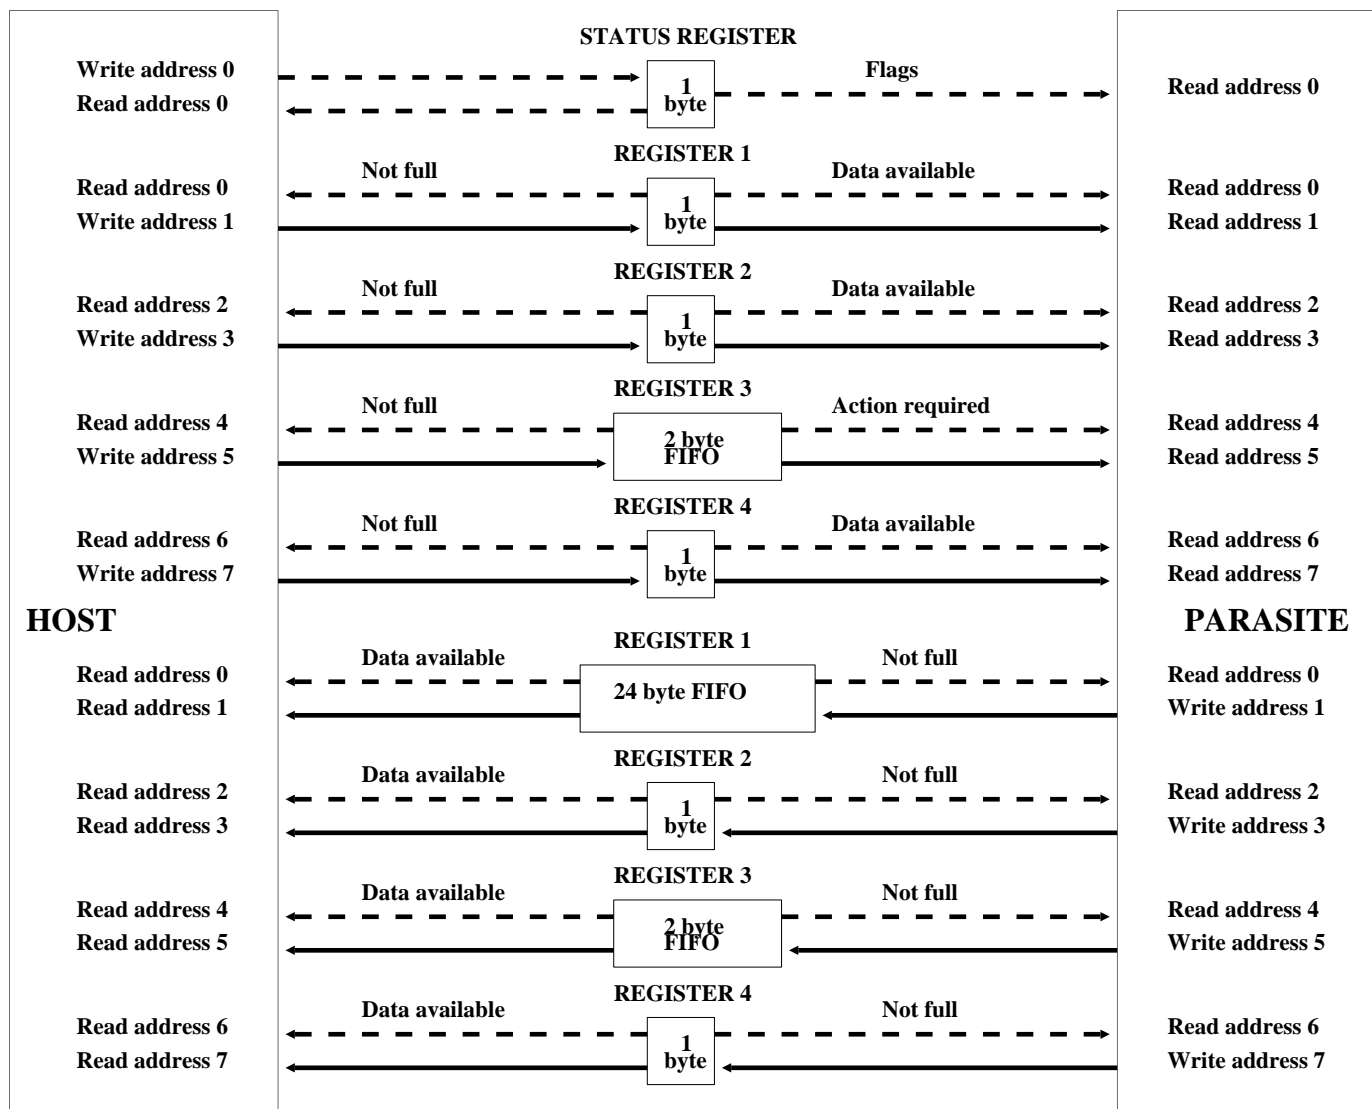 STATUS REGISTER
Write address 0
Flags
1
Read address 0
Read address 0
byte
REGISTER 1
Not full
Data available
Read address 0
Read address 0
1
Write address 1
byte
Read address 1
REGISTER 2
Not full
Data available
Read address 2
Read address 2
1
Write address 3
byte
Read address 3
REGISTER 3
Not full
Action required
Read address 4
Read address 4
2 byte
Write address 5
FIFO
Read address 5
REGISTER 4
Not full
Data available
Read address 6
Read address 6
1
Write address 7
byte
Read address 7
HOST
PARASITE
REGISTER 1
Data available
Not full
Read address 0
Read address 0
24 byte FIFO
Read address 1
Write address 1
REGISTER 2
Data available
Not full
Read address 2
Read address 2
1
Read address 3
byte
Write address 3
REGISTER 3
Data available
Not full
Read address 4
Read address 4
2 byte
Read address 5
FIFO
Write address 5
REGISTER 4
Data available
Not full
Read address 6
Read address 6
1
Read address 7
byte
Write address 7